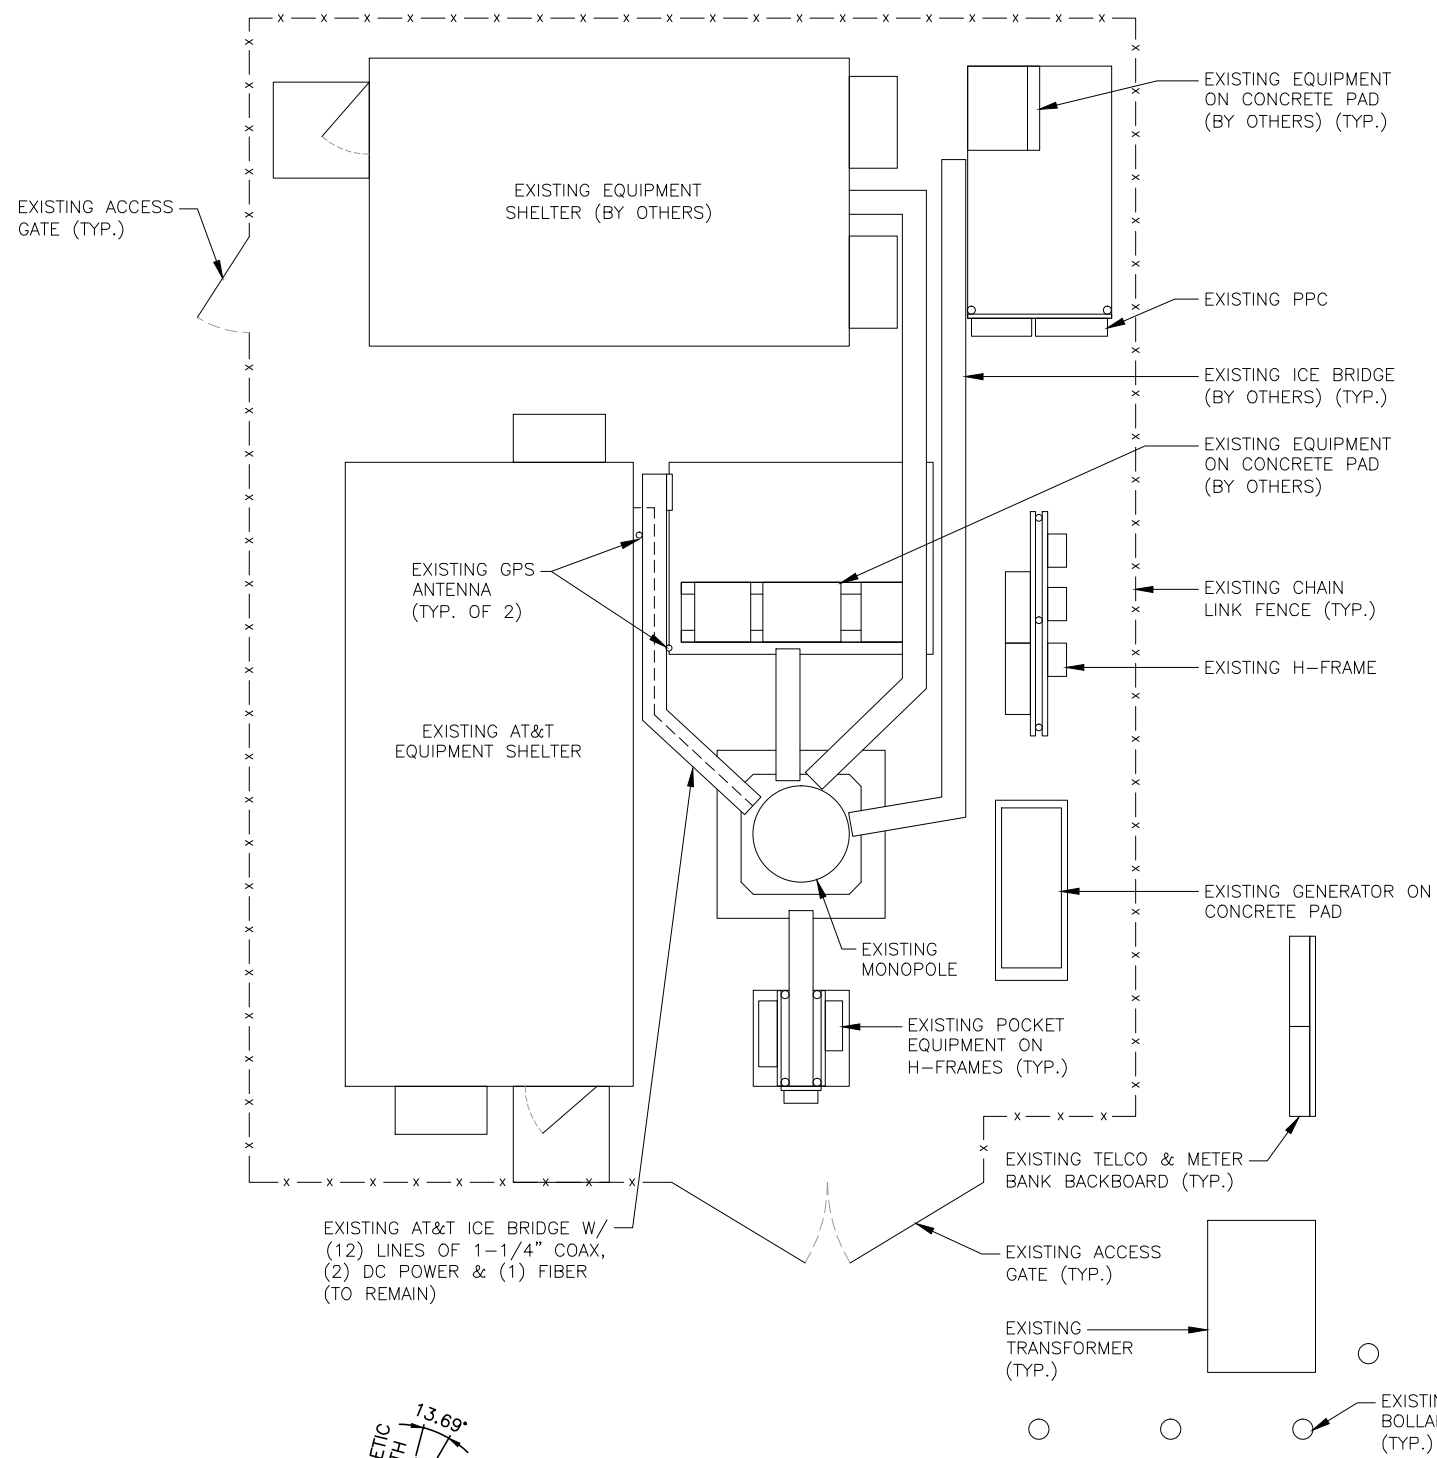 EXISTING EQUIPMENT
ON CONCRETE PAD
(BY OTHERS) (TYP.)
EXISTING EQUIPMENT
SHELTER (BY OTHERS)
EXISTING ACCESS
GATE (TYP.)
EXISTING PPC
EXISTING ICE BRIDGE
(BY OTHERS) (TYP.)
EXISTING EQUIPMENT
ON CONCRETE PAD
(BY OTHERS)
EXISTING GPS
ANTENNA
(TYP. OF 2)
EXISTING CHAIN
LINK FENCE (TYP.)
EXISTING H-FRAME
EXISTING AT&T
EQUIPMENT SHELTER
EXISTING GENERATOR ON
CONCRETE PAD
EXISTING
MONOPOLE
EXISTING POCKET
EQUIPMENT ON
H-FRAMES (TYP.)
EXISTING TELCO & METER
BANK BACKBOARD (TYP.)
EXISTING AT&T ICE BRIDGE W/
(12) LINES OF 1-1/4" COAX,
(2) DC POWER & (1) FIBER
(TO REMAIN)
EXISTING ACCESS
GATE (TYP.)
EXISTING
TRANSFORMER
(TYP.)
(TYP.)
13.69°